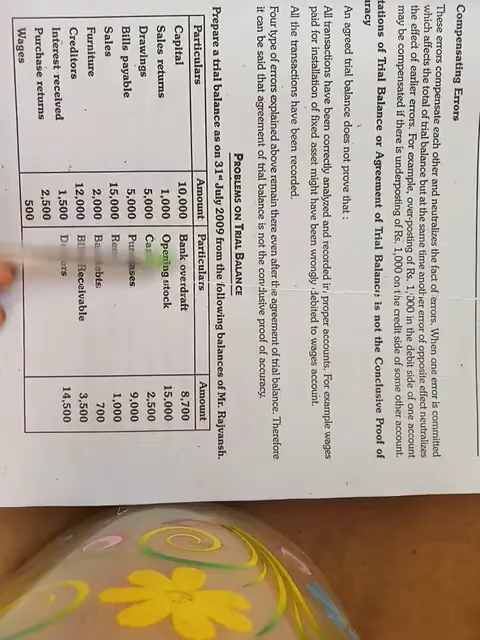 Compensating Errors
These errors compensate each other and neutralizes the fact of errors. When one error is committed
which affects the total of trial balance but at the same time another error of opposite effect neutralizes
the effect of earlier errors. For example, over-posting of Rs. 1,000 in the debit side of one account
may be compensated if there is underposting of Rs. 1,000 on the credit side of some other account.
tations of Trial Balance or Agreement of Trial Balance is not the Conclusive Proof of
uracy
An agreed trial balance does not prove that :
All transactions have been correctly analyzed and recorded in proper accounts. For example wages
paid for installation of fixed asset might have been wrongly debited to wages account.
All the transactions have been recorded.
Four type of errors explained above remain there even after the agreement of trial balance. Therefore
it can be said that agreement of trial balance is not the conclusive proof of accuracy.
PROBLEMS ON TRIAL BALANCE
Prepare a trial balance as on 31st July 2009 from the following balances of Mr. Rajvansh.
Particulars Amount Particulars Amount
Capital 10,000 Bank overdraft 8,700
Sales returns 1,000 Opening stock 15,000
Drawings 5,000 2,500
Bills payable 5,000 Purchases 9,000
Sales 15,000 1,000
Furniture 2,000 Bad debts 700
Creditors 12,000 Bills Receivable 3,500
Interest received 1,500 Debtors 14,500
Purchase returns 2,500
Wages 500